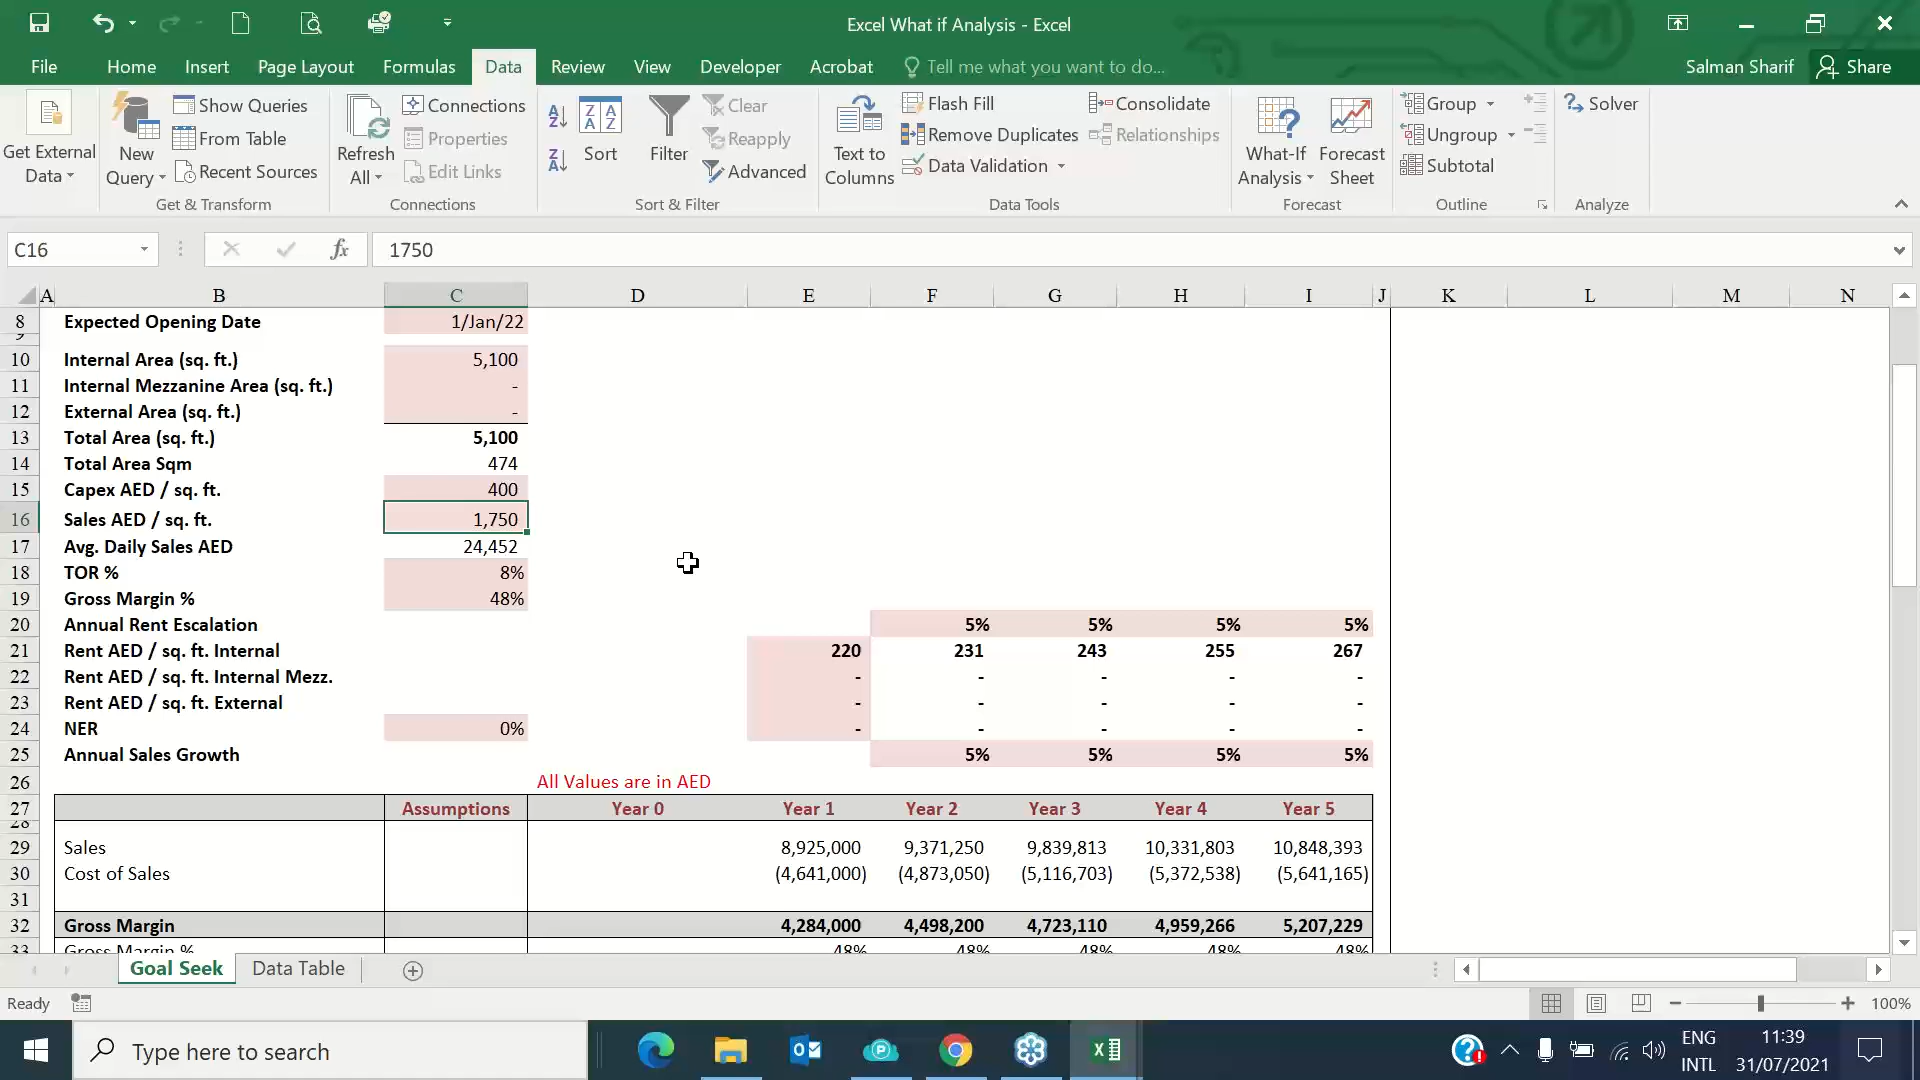 Excel What if Analysis - Excel
File Home Insert Page Layout Formulas Data Review View Developer Acrobat Tell me what you want to do... Salman Sharif Share
Get External Data
New Query
Show Queries
From Table
Recent Sources
Get & Transform
Refresh All
Connections
Properties
Edit Links
Connections
Sort
Filter
Clear
Reapply
Advanced
Sort & Filter
Text to Columns
Flash Fill
Remove Duplicates
Data Validation
Consolidate
Relationships
Data Tools
What-If Analysis
Forecast Sheet
Forecast
Group
Ungroup
Subtotal
Outline
Solver
Analyze
C16 fx 1750
A B C D E F G H I J K L M N
8 Expected Opening Date 1/Jan/22
9
10 Internal Area (sq. ft.) 5,100
11 Internal Mezzanine Area (sq. ft.) -
12 External Area (sq. ft.) -
13 Total Area (sq. ft.) 5,100
14 Total Area Sqm 474
15 Capex AED / sq. ft. 400
16 Sales AED / sq. ft. 1,750
17 Avg. Daily Sales AED 24,452
18 TOR % 8%
19 Gross Margin % 48%
20 Annual Rent Escalation 5% 5% 5% 5%
21 Rent AED / sq. ft. Internal 220 231 243 255 267
22 Rent AED / sq. ft. Internal Mezz. - - - - -
23 Rent AED / sq. ft. External - - - - -
24 NER 0% - - - - -
25 Annual Sales Growth 5% 5% 5% 5%
26 All Values are in AED
27 Assumptions Year 0 Year 1 Year 2 Year 3 Year 4 Year 5
28
29 Sales 8,925,000 9,371,250 9,839,813 10,331,803 10,848,393
30 Cost of Sales (4,641,000) (4,873,050) (5,116,703) (5,372,538) (5,641,165)
31
32 Gross Margin 4,284,000 4,498,200 4,723,110 4,959,266 5,207,229
33 Gross Margin % 48% 48% 48% 48% 48%
Goal Seek Data Table
Ready 100%
Type here to search
ENG
INTL
11:39
31/07/2021